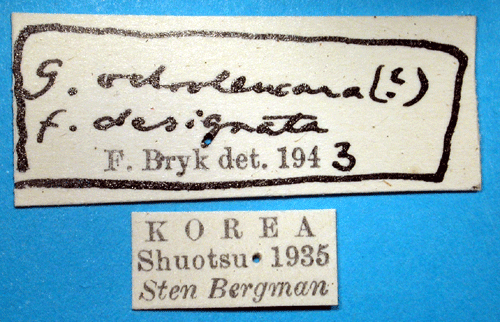 G. ochroleucana (?)
f. designata
F. Bryk det. 1943
KOREA
Shuotsu 1935
Sten Bergman